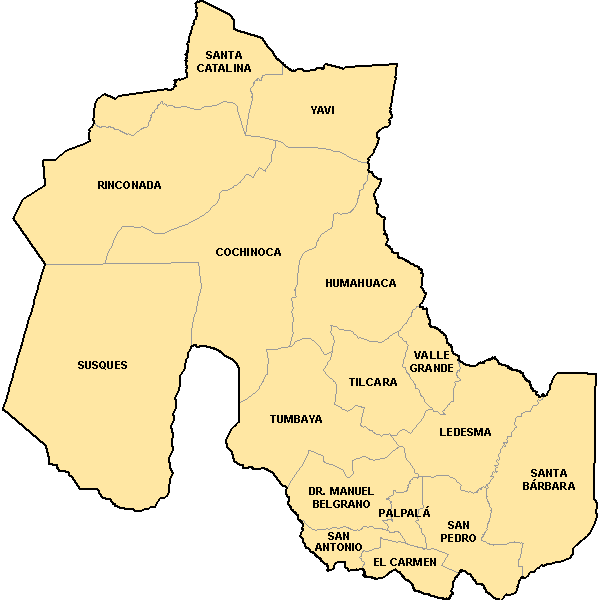 SANTA
CATALINA
YAVI
RINCONADA
COCHINOCA
HUMAHUACA
SUSQUES
VALLE
GRANDE
TILCARA
TUMBAYA
LEDESMA
SANTA
BÁRBARA
DR. MANUEL
BELGRANO
PALPALÁ
SAN
PEDRO
SAN
ANTONIO
EL CARMEN